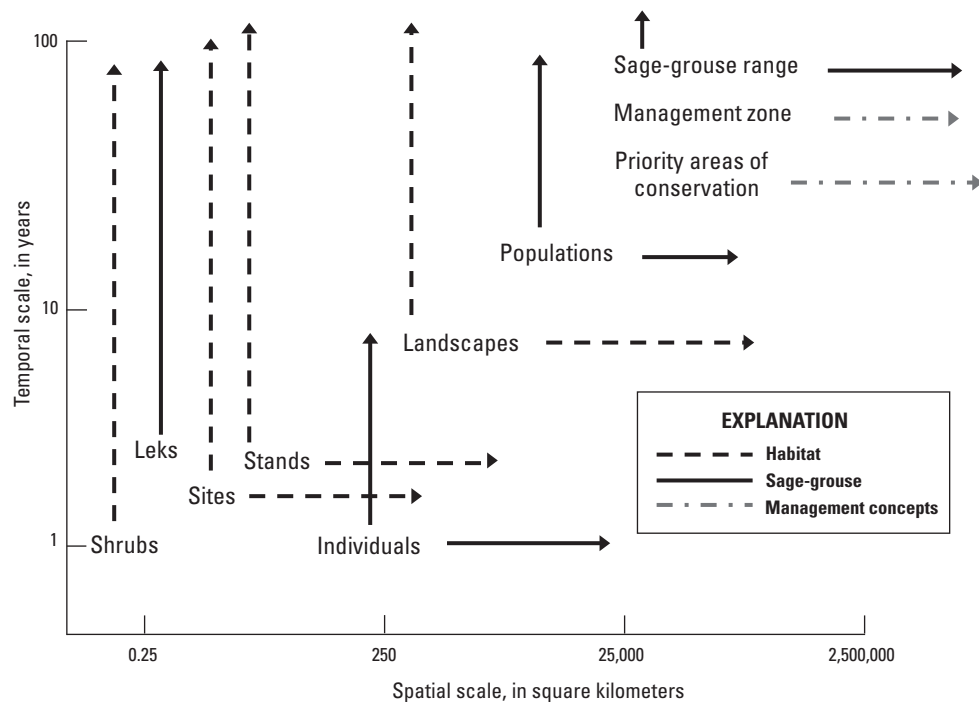 100
Sage-grouse range
Management zone
Priority areas of
conservation
Populations
10
Landscapes
Temporal scale, in years
EXPLANATION
Habitat
Sage-grouse
Management concepts
Leks
Stands
Sites
1
Shrubs
Individuals
0.25
250
25,000
2,500,000
Spatial scale, in square kilometers